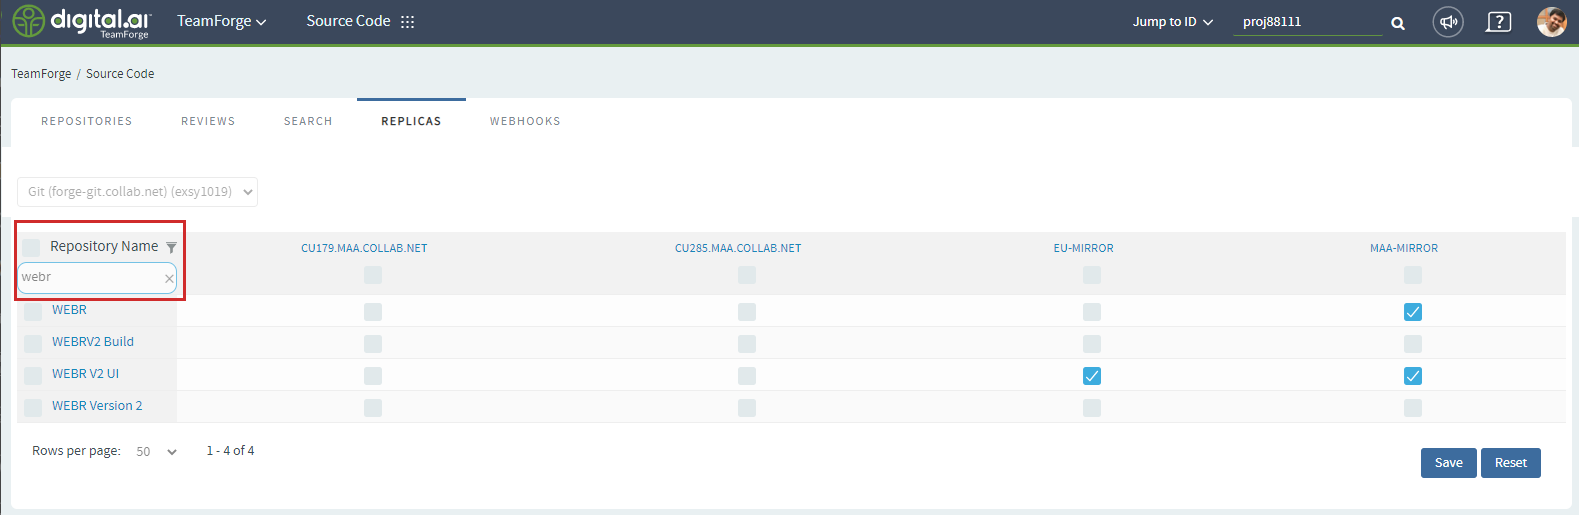 digital.ai TeamForge Source Code Jump to ID proj88111
TeamForge
TeamForge / Source Code
REPOSITORIES REVIEWS SEARCH REPLICAS WEBHOOKS
Git (forge-git.collab.net) (exsy1019)
Repository Name CU179.MAA.COLLAB.NET CU285.MAA.COLLAB.NET EU-MIRROR MAA-MIRROR
webr
WEBR
WEBRV2 Build
WEBR V2 UI
WEBR Version 2
Rows per page: 50 1 - 4 of 4
Save Reset